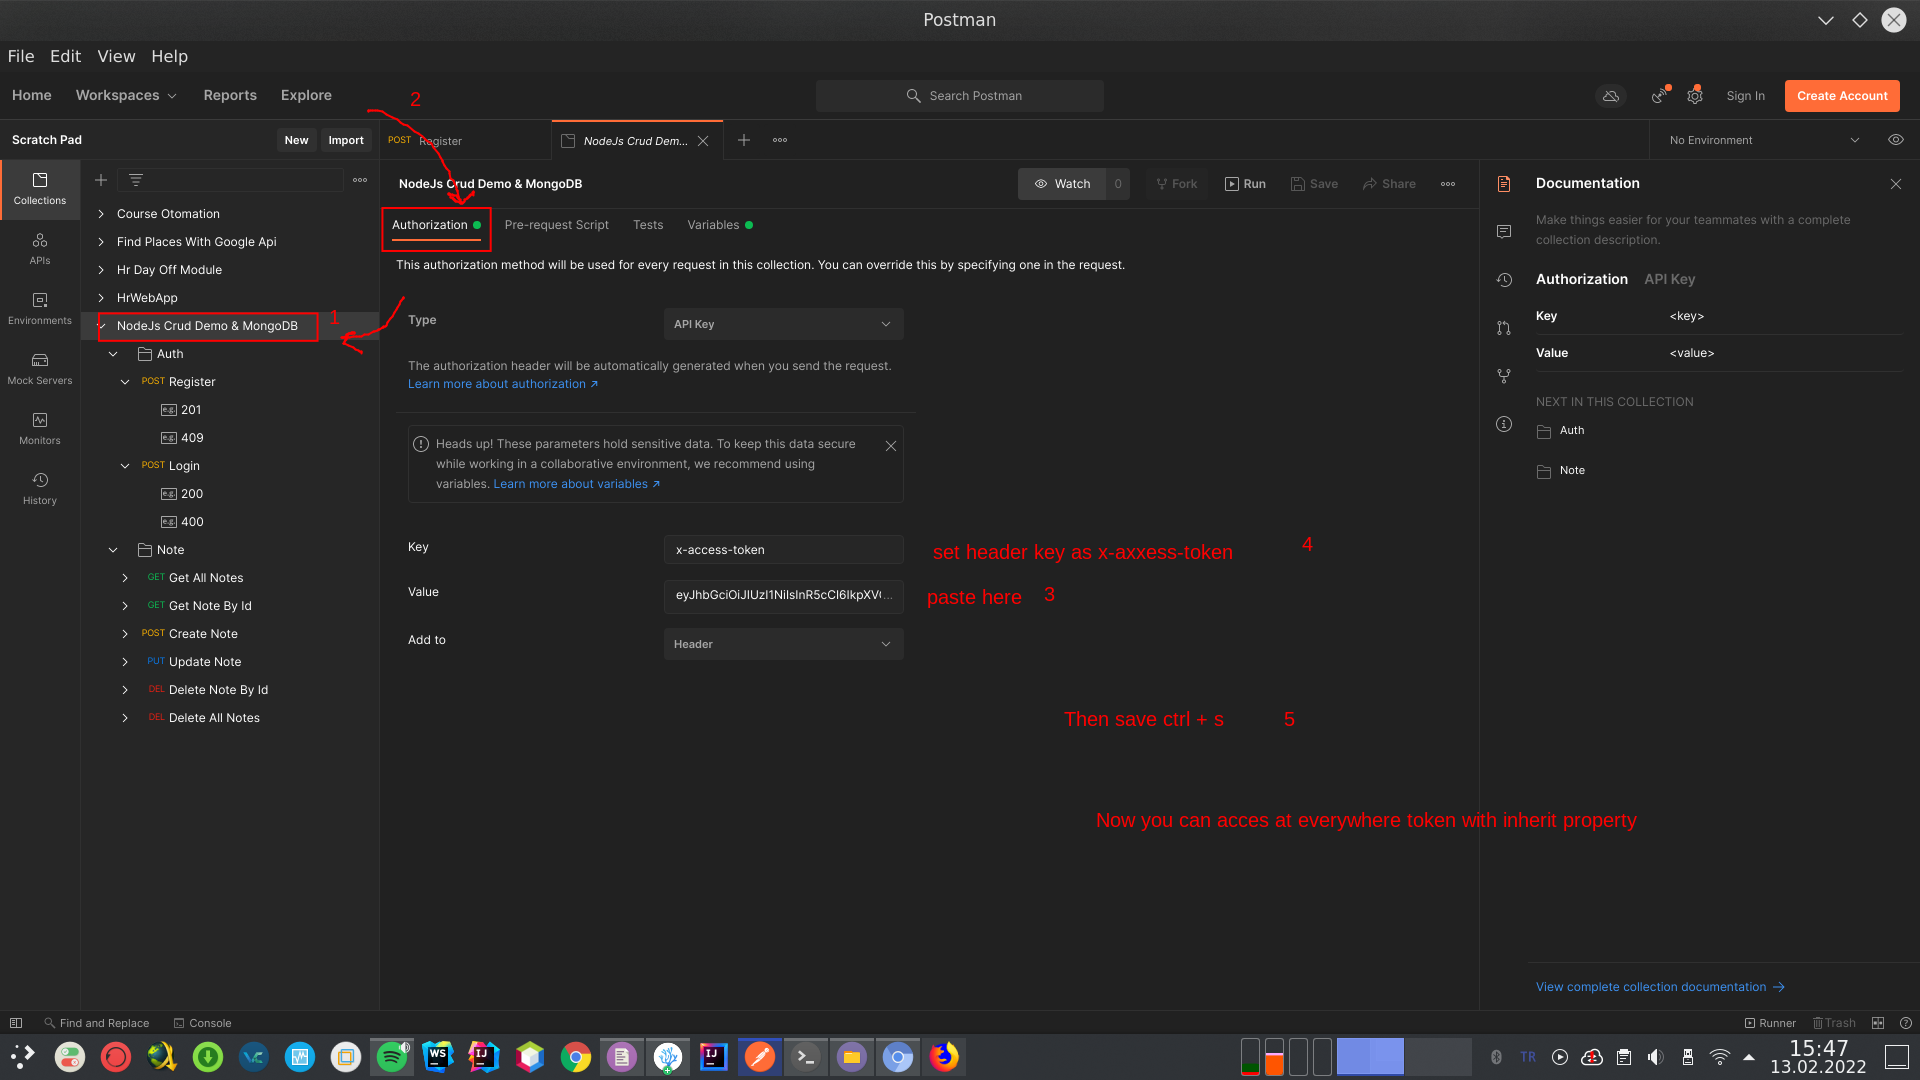 Postman
File Edit View Help
Home Workspaces Reports Explore 2 Search Postman Sign In Create Account
Scratch Pad New Import POST Register NodeJs Crud Dem... No Environment
Collections
APIs
Environments
Mock Servers
Monitors
History
Course Otomation
Find Places With Google Api
Hr Day Off Module
HrWebApp
NodeJs Crud Demo & MongoDB 1
Auth
POST Register
e.g. 201
e.g. 409
POST Login
e.g. 200
e.g. 400
Note
GET Get All Notes
GET Get Note By Id
POST Create Note
PUT Update Note
DEL Delete Note By Id
DEL Delete All Notes
NodeJs Crud Demo & MongoDB Watch 0 Fork Run Save Share
Authorization Pre-request Script Tests Variables
This authorization method will be used for every request in this collection. You can override this by specifying one in the request.
Type API Key
The authorization header will be automatically generated when you send the request.
Learn more about authorization ↗
Heads up! These parameters hold sensitive data. To keep this data secure
while working in a collaborative environment, we recommend using
variables. Learn more about variables ↗
Key x-access-token set header key as x-axxess-token 4
Value paste here 3
Add to Header
Then save ctrl + s 5
Now you can acces at everywhere token with inherit property
Documentation
Make things easier for your teammates with a complete
collection description.
Authorization API Key
Key <key>
Value <value>
NEXT IN THIS COLLECTION
Auth
Note
View complete collection documentation →
Find and Replace Console Runner Trash
VC WS IJ IJ TR 15:47
13.02.2022